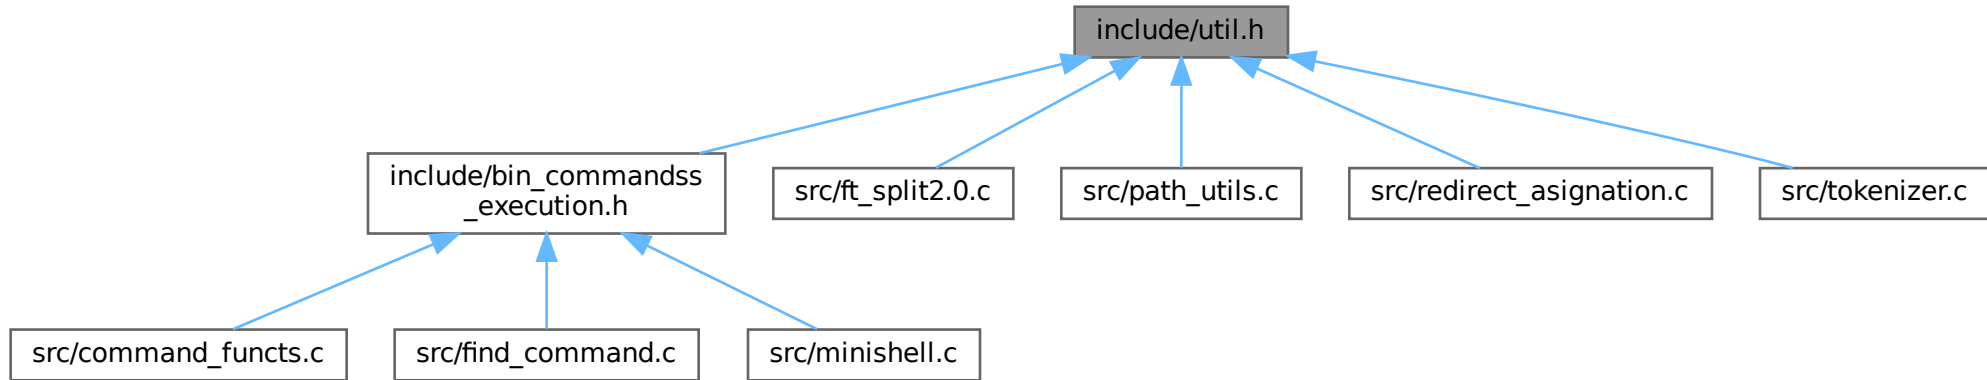 include/util.h
include/bin_commandss
_execution.h
src/ft_split2.0.c
src/path_utils.c
src/redirect_asignation.c
src/tokenizer.c
src/command_functs.c
src/find_command.c
src/minishell.c